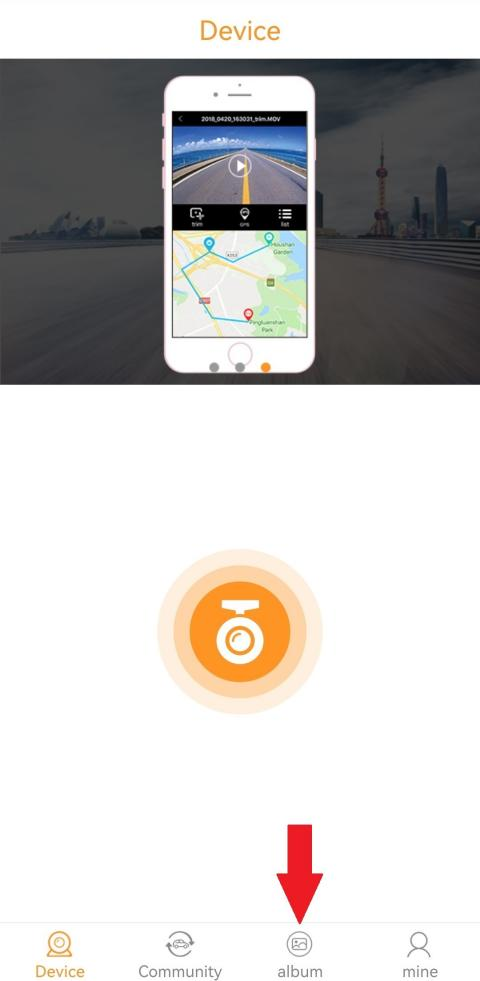 Device
2018_0420_163031_trim.MOV
trim
GPS
list
Houshan
Garden
Pingluanshan
Park
Device
Community
album
mine